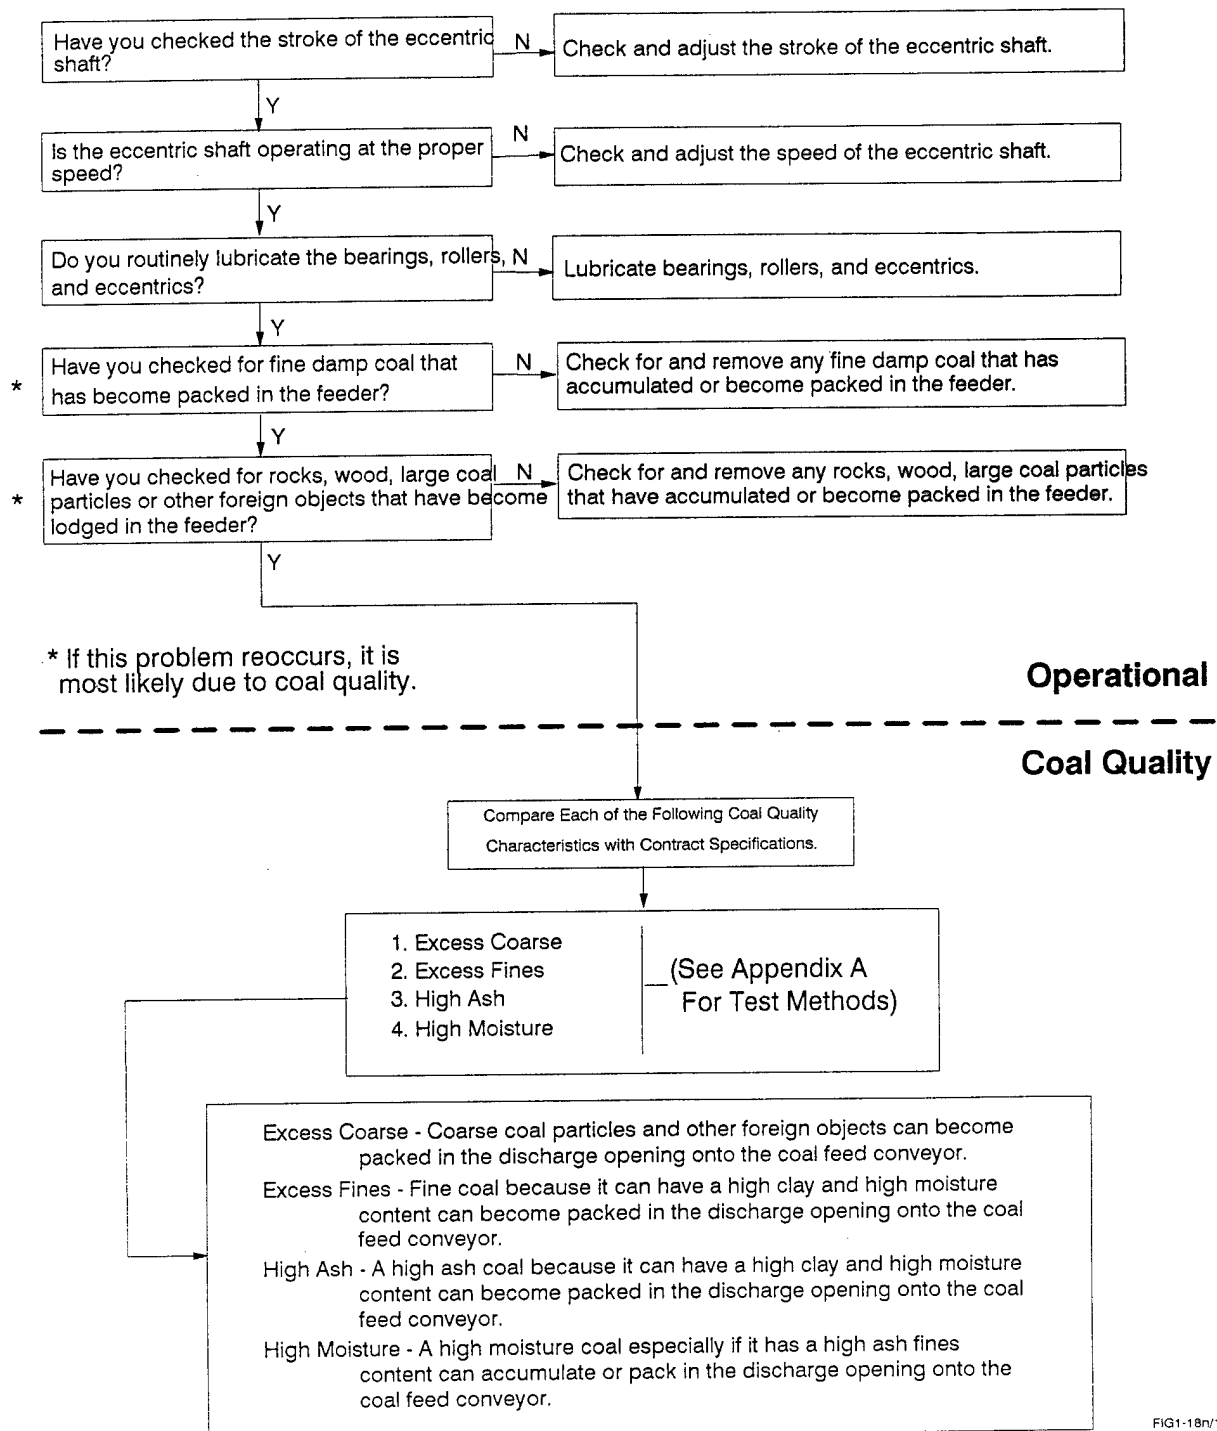 Have you checked the stroke of the eccentric
shaft?
N
Check and adjust the stroke of the eccentric shaft.
Y
Is the eccentric shaft operating at the proper
speed?
N
Check and adjust the speed of the eccentric shaft.
Y
Do you routinely lubricate the bearings, rollers,
and eccentrics?
N
Lubricate bearings, rollers, and eccentrics.
Y
*
Have you checked for fine damp coal that
has become packed in the feeder?
N
Check for and remove any fine damp coal that has
accumulated or become packed in the feeder.
Y
*
Have you checked for rocks, wood, large coal
particles or other foreign objects that have become
lodged in the feeder?
N
Check for and remove any rocks, wood, large coal particles
that have accumulated or become packed in the feeder.
Y
* If this problem reoccurs, it is
most likely due to coal quality.
Operational
Coal Quality
Compare Each of the Following Coal Quality
Characteristics with Contract Specifications.
1. Excess Coarse
2. Excess Fines
3. High Ash
4. High Moisture
(See Appendix A
For Test Methods)
Excess Coarse - Coarse coal particles and other foreign objects can become
packed in the discharge opening onto the coal feed conveyor.
Excess Fines - Fine coal because it can have a high clay and high moisture
content can become packed in the discharge opening onto the coal
feed conveyor.
High Ash - A high ash coal because it can have a high clay and high moisture
content can become packed in the discharge opening onto the coal
feed conveyor.
High Moisture - A high moisture coal especially if it has a high ash fines
content can accumulate or pack in the discharge opening onto the
coal feed conveyor.